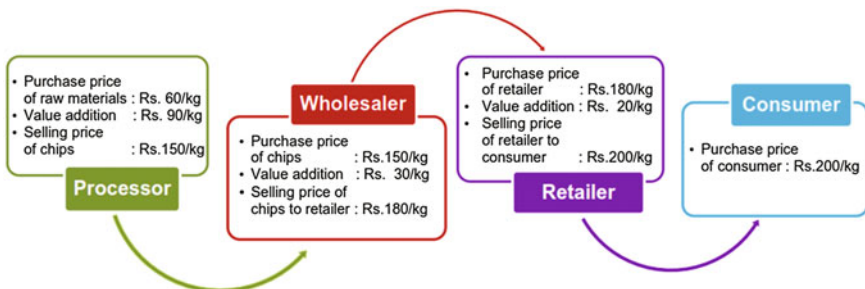 • Purchase price
of raw materials : Rs. 60/kg
• Value addition : Rs. 90/kg
• Selling price
of chips : Rs.150/kg
Processor
Wholesaler
• Purchase price
of chips : Rs.150/kg
• Value addition : Rs. 30/kg
• Selling price of
chips to retailer : Rs.180/kg
• Purchase price
of retailer : Rs.180/kg
• Value addition : Rs. 20/kg
• Selling price
of retailer to
consumer : Rs.200/kg
Retailer
Consumer
• Purchase price
of consumer : Rs.200/kg